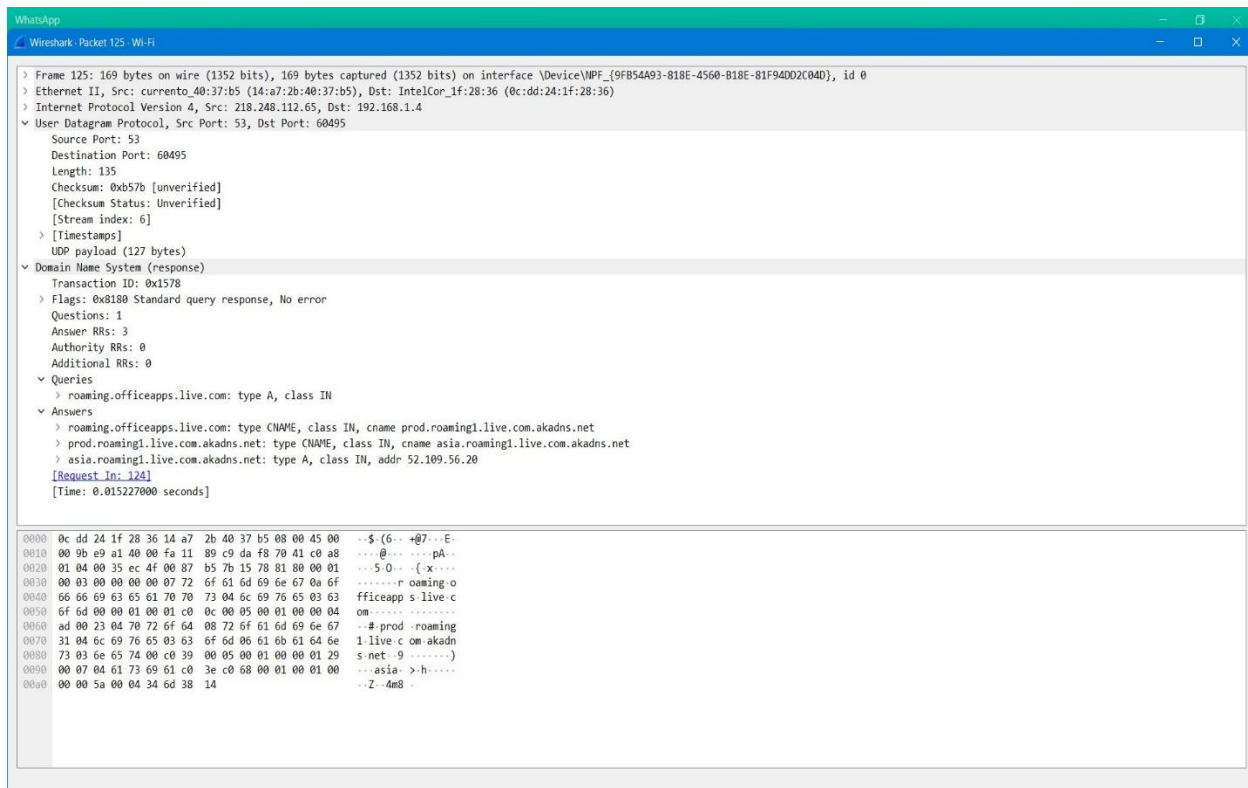 WhatsApp
Wireshark · Packet 125 · Wi-Fi
> Frame 125: 169 bytes on wire (1352 bits), 169 bytes captured (1352 bits) on interface \Device\NPF_{9FB54A93-818E-4560-B18E-81F94DD2C04D}, id 0
> Ethernet II, Src: currento_40:37:b5 (14:a7:2b:40:37:b5), Dst: IntelCor_1f:28:36 (0c:dd:24:1f:28:36)
> Internet Protocol Version 4, Src: 218.248.112.65, Dst: 192.168.1.4
User Datagram Protocol, Src Port: 53, Dst Port: 60495
Source Port: 53
Destination Port: 60495
Length: 135
Checksum: 0xb57b [unverified]
[Checksum Status: Unverified]
[Stream index: 6]
> [Timestamps]
UDP payload (127 bytes)
Domain Name System (response)
Transaction ID: 0x1578
> Flags: 0x8180 Standard query response, No error
Questions: 1
Answer RRs: 3
Authority RRs: 0
Additional RRs: 0
Queries
> roaming.officeapps.live.com: type A, class IN
Answers
> roaming.officeapps.live.com: type CNAME, class IN, cname prod.roaming1.live.com.akadns.net
> prod.roaming1.live.com.akadns.net: type CNAME, class IN, cname asia.roaming1.live.com.akadns.net
> asia.roaming1.live.com.akadns.net: type A, class IN, addr 52.109.56.20
[Request In: 124]
[Time: 0.015227000 seconds]
0000 0c dd 24 1f 28 36 14 a7 2b 40 37 b5 08 00 45 00 ··$·(6·· +@7···E·
0010 00 9b e9 a1 40 00 fa 11 89 c9 da f8 70 41 c0 a8 ····@··· ····pA··
0020 01 04 00 35 ec 4f 00 87 b5 7b 15 78 81 80 00 01 ···5·O·· ·{·x····
0030 00 03 00 00 00 00 07 72 6f 61 6d 69 6e 67 0a 6f ·······r oaming·o
0040 66 66 69 63 65 61 70 70 73 04 6c 69 76 65 03 63 fficeapp s·live·c
0050 6f 6d 00 00 01 00 01 c0 0c 00 05 00 01 00 00 04 om······ ········
0060 ad 00 23 04 70 72 6f 64 08 72 6f 61 6d 69 6e 67 ··#·prod ·roaming
0070 31 04 6c 69 76 65 03 63 6f 6d 06 61 6b 61 64 6e 1·live·c om·akadn
0080 73 03 6e 65 74 00 c0 39 00 05 00 01 00 00 01 29 s·net··9 ·······)
0090 00 07 04 61 73 69 61 c0 3e c0 68 00 01 00 01 00 ···asia· >·h·····
00a0 00 00 5a 00 04 34 6d 38 14 ··Z··4m8 ·